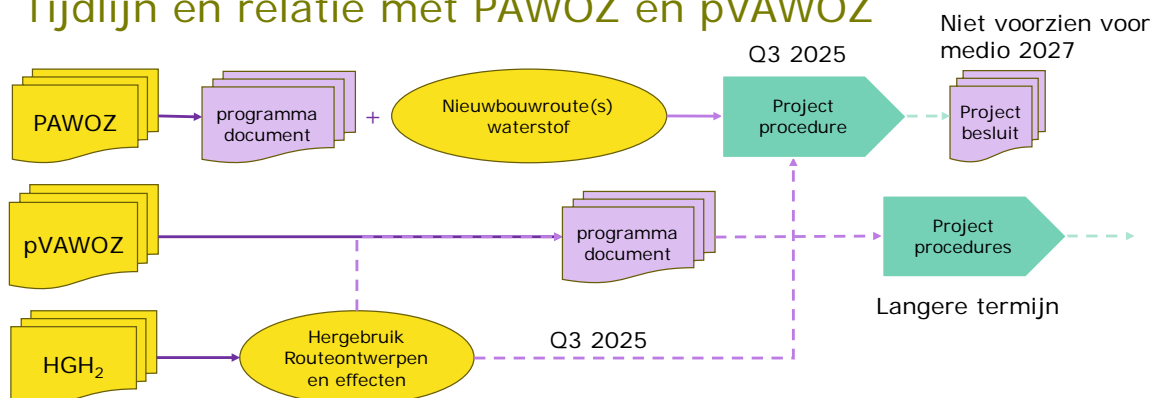 Tijdlijn en relatie met PAWOZ en pVAWOZ
Niet voorzien voor
medio 2027
Q3 2025
PAWOZ
programma
document
+
Nieuwbouwroute(s)
waterstof
Project
procedure
Project
besluit
pVAWOZ
programma
document
Project
procedures
Langere termijn
HGH2
Hergebruik
Routeontwerpen
en effecten
Q3 2025